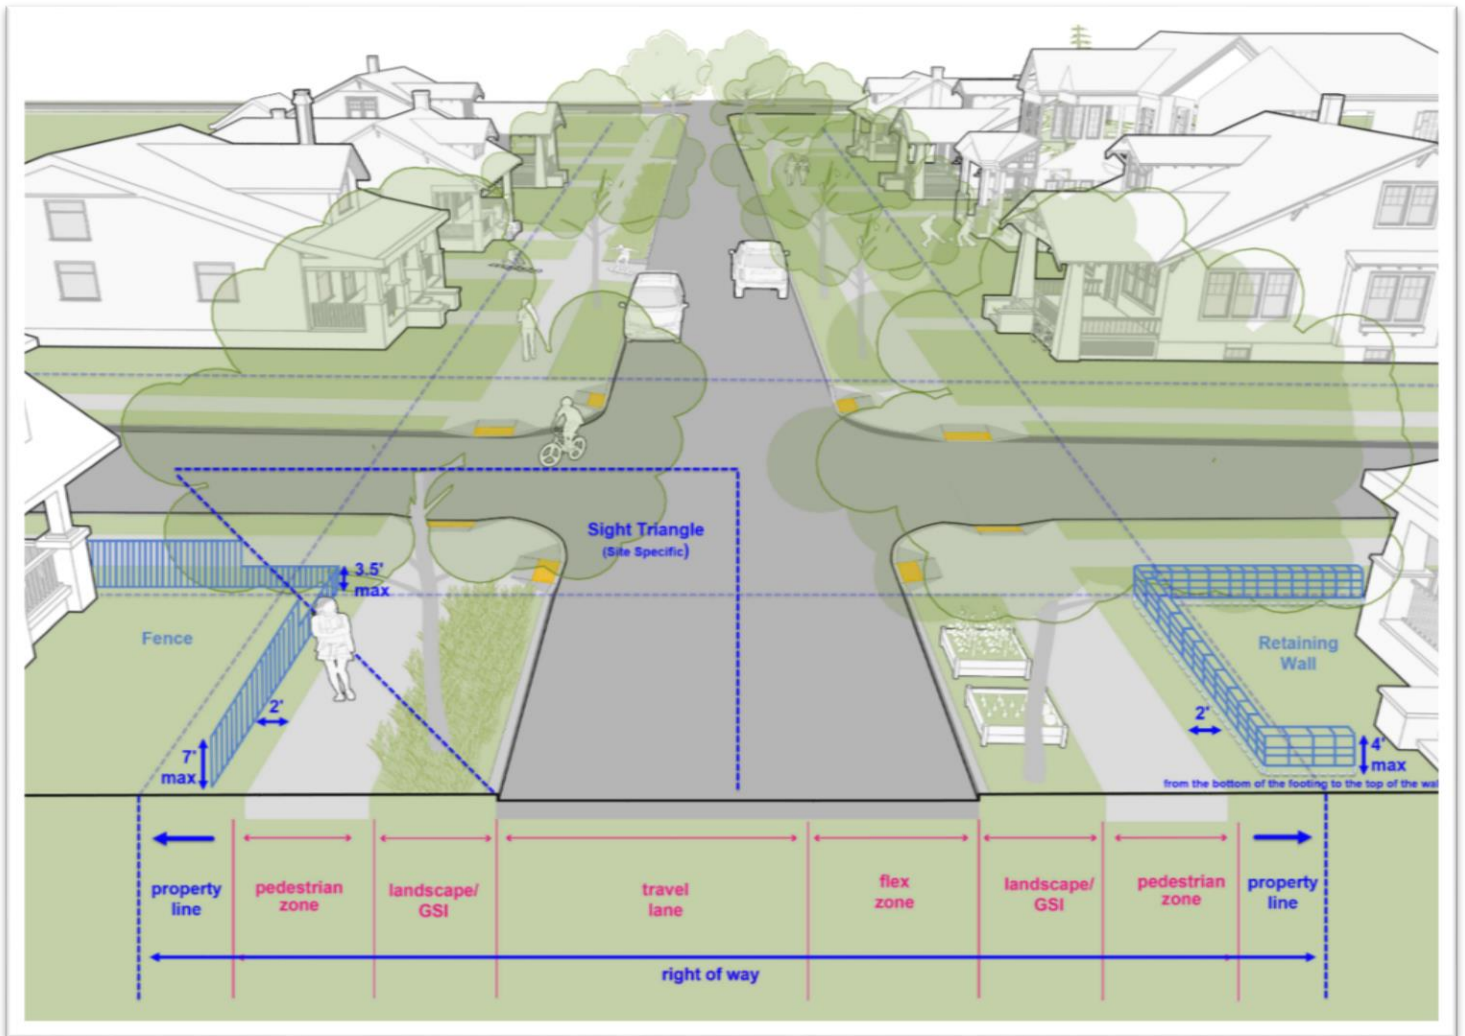 Sight Triangle
(Site Specific)
3.5'
max
Fence
Retaining
Wall
2'
2'
7'
max
4'
max
from the bottom of the footing to the top of the wal
property
line
pedestrian
zone
landscape/
GSI
travel
lane
flex
zone
landscape/
GSI
pedestrian
zone
property
line
right of way